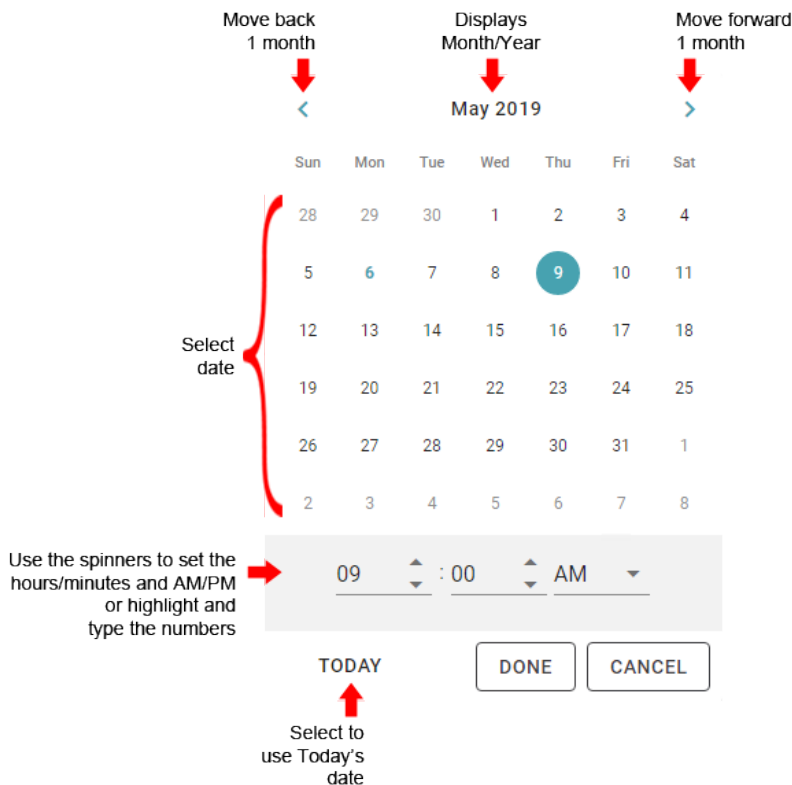 Move back
1 month
Displays
Month/Year
Move forward
1 month
May 2019
Sun Mon Tue Wed Thu Fri Sat
28 29 30 1 2 3 4
5 6 7 8 9 10 11
12 13 14 15 16 17 18
Select
date
19 20 21 22 23 24 25
26 27 28 29 30 31 1
2 3 4 5 6 7 8
Use the spinners to set the
hours/minutes and AM/PM
or highlight and
type the numbers
09 : 00 AM
TODAY DONE CANCEL
Select to
use Today's
date